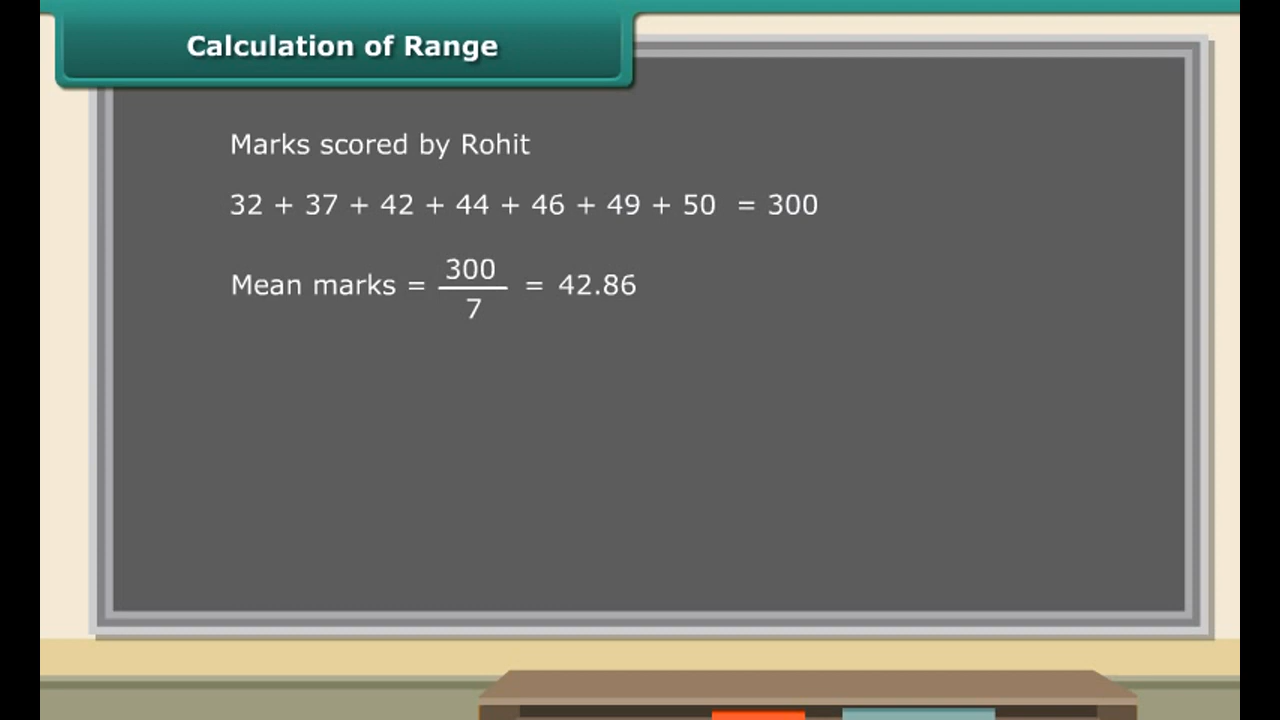 Calculation of Range
Marks scored by Rohit
32 + 37 + 42 + 44 + 46 + 49 + 50 = 300
Mean marks = 300/7 = 42.86